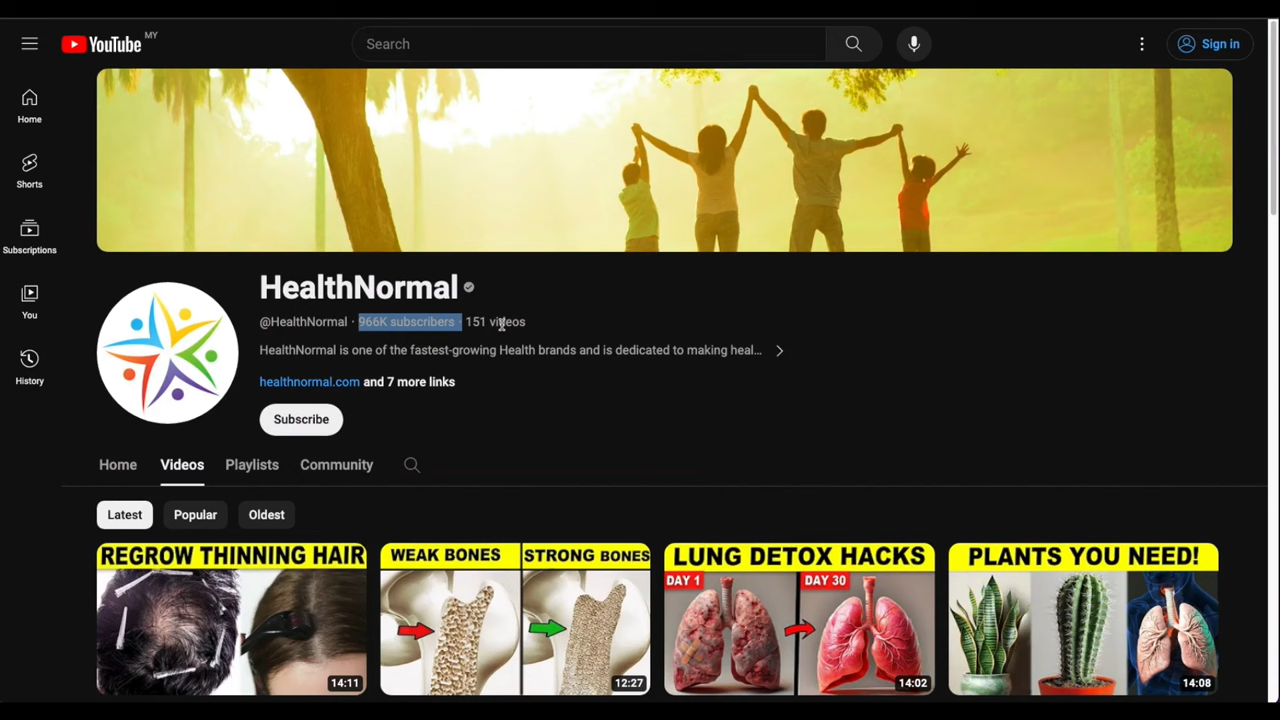 YouTube MY
Search
Sign in
Home
Shorts
Subscriptions
You
History
HealthNormal
@HealthNormal · 966K subscribers · 151 videos
HealthNormal is one of the fastest-growing Health brands and is dedicated to making heal...
healthnormal.com and 7 more links
Subscribe
Home Videos Playlists Community
Latest Popular Oldest
REGROW THINNING HAIR
14:11
WEAK BONES STRONG BONES
12:27
LUNG DETOX HACKS
DAY 1 DAY 30
14:02
PLANTS YOU NEED!
14:08